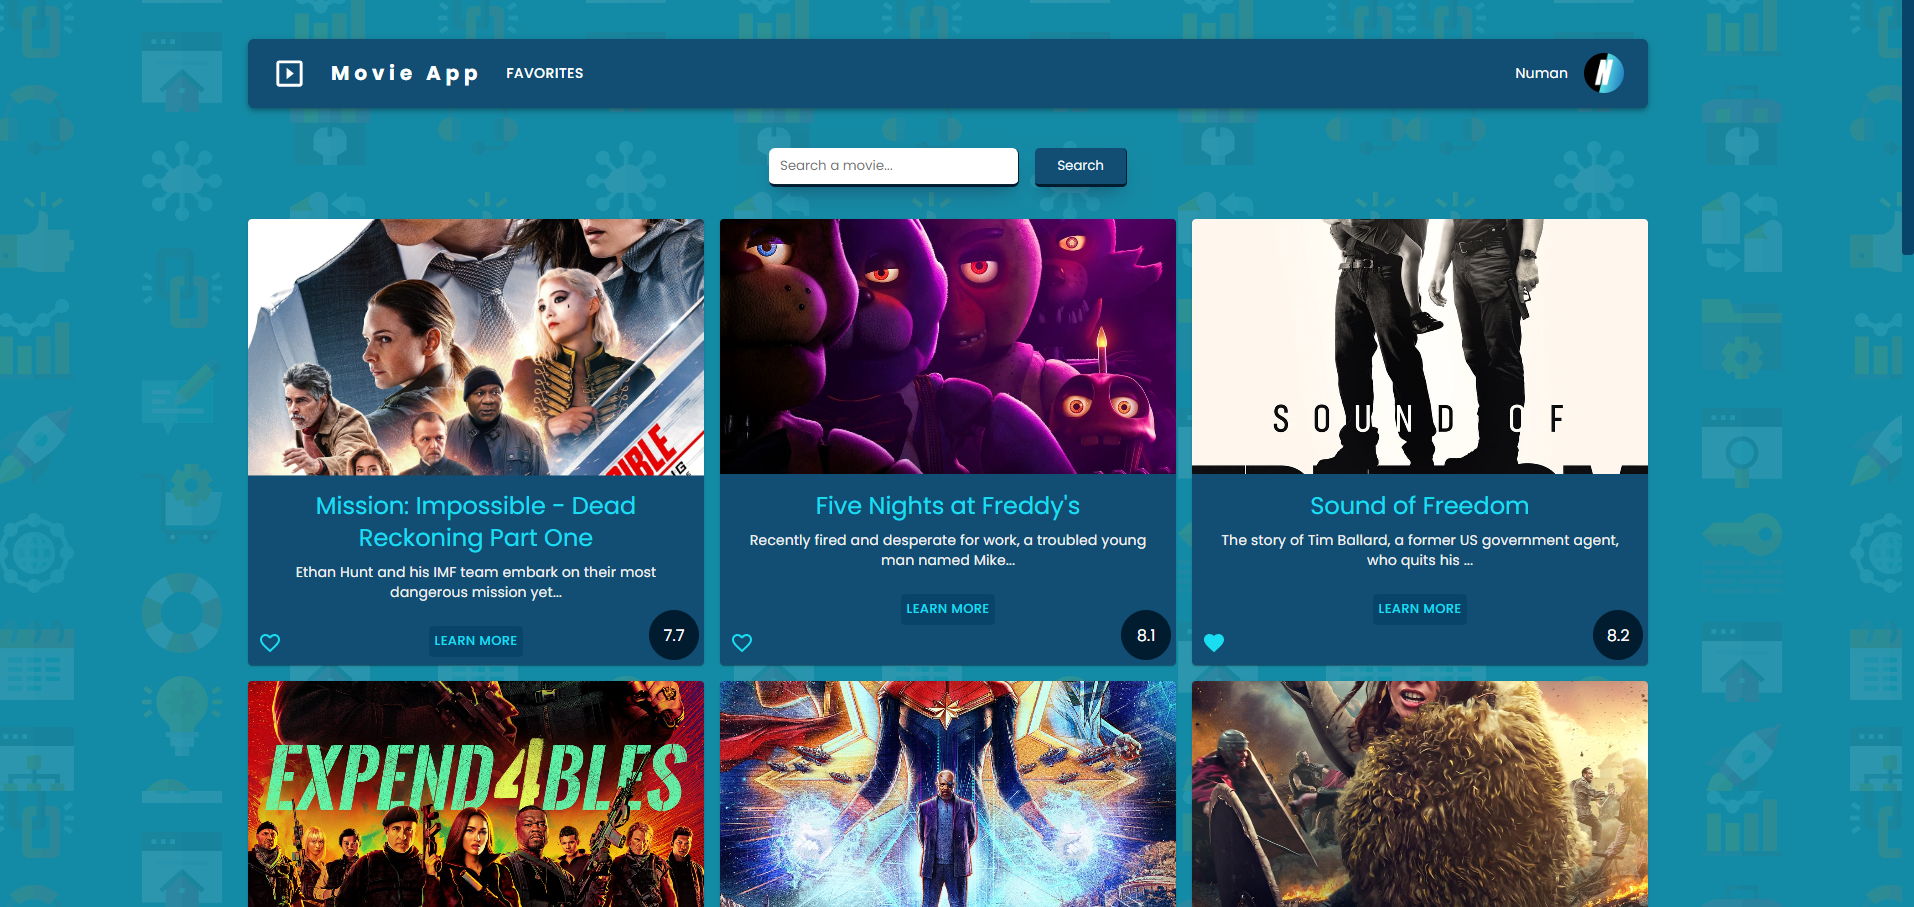 Movie App
FAVORITES
Numan
N
Search a movie...
Search
SOUND OF
IBLE
Mission: Impossible - Dead
Reckoning Part One
Ethan Hunt and his IMF team embark on their most
dangerous mission yet...
LEARN MORE
7.7
Five Nights at Freddy's
Recently fired and desperate for work, a troubled young
man named Mike...
LEARN MORE
8.1
Sound of Freedom
The story of Tim Ballard, a former US government agent,
who quits his ...
LEARN MORE
8.2
EXPEND4BLES